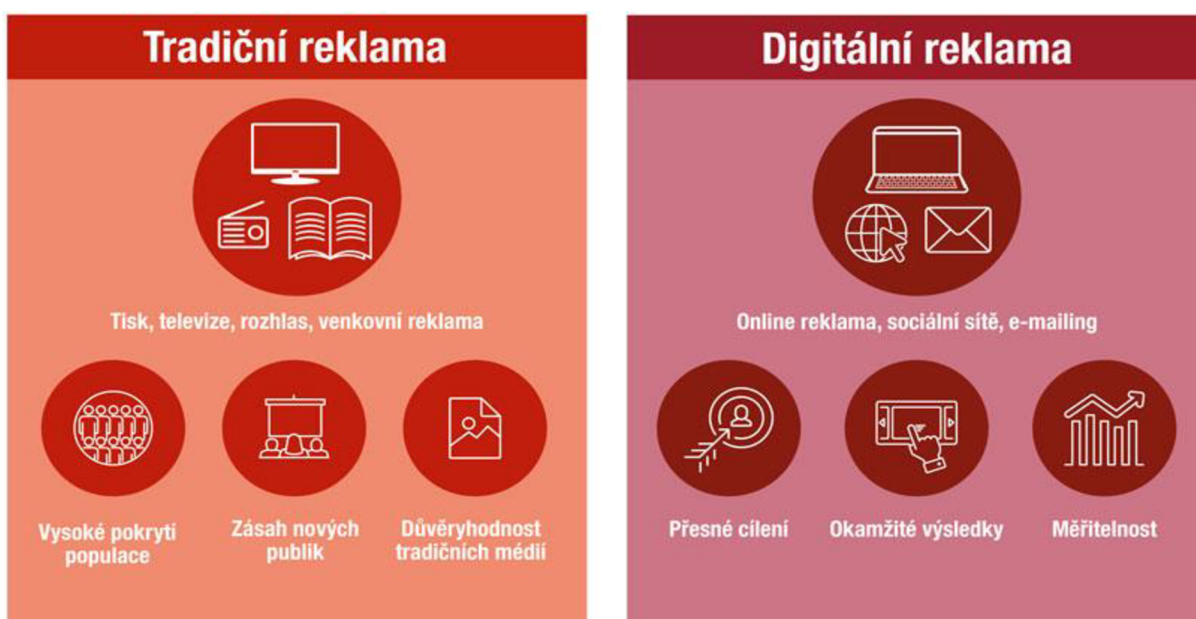 Tradiční reklama
Tisk, televize, rozhlas, venkovní reklama
Vysoké pokrytí
populace
Zásah nových
publik
Důvěryhodnost
tradičních médií
Digitální reklama
Online reklama, sociální sítě, e-mailing
Přesné cílení
Okamžité výsledky
Měřitelnost